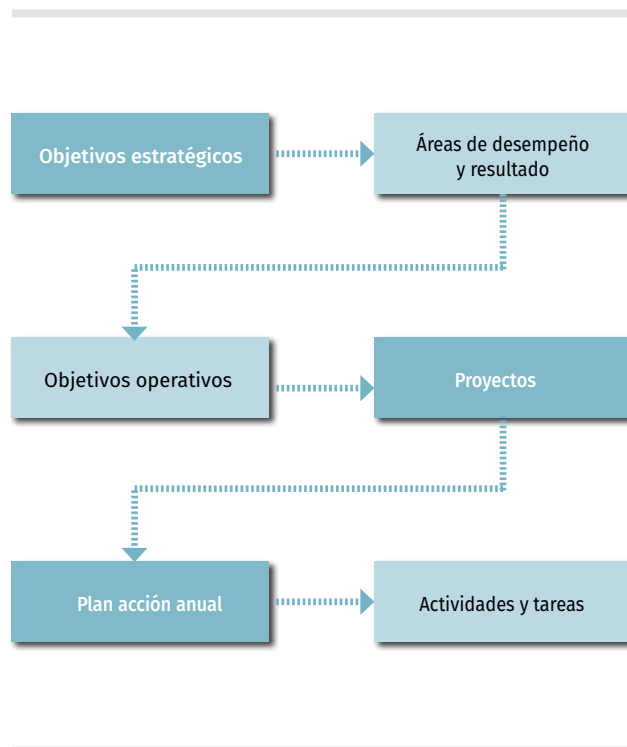 Objetivos estratégicos
Áreas de desempeño
y resultado
Objetivos operativos
Proyectos
Plan acción anual
Actividades y tareas